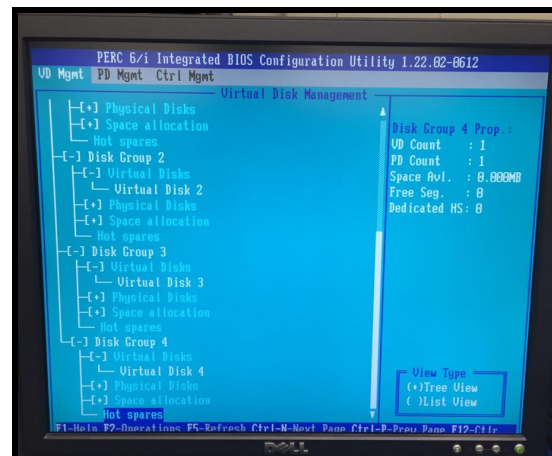 PERC 6/i Integrated BIOS Configuration Utility 1.22.02-0612
VD Mgmt PD Mgmt Ctrl Mgmt
Virtual Disk Management
[+] Physical Disks
[+] Space allocation
Hot spares
[-] Disk Group 2
[-] Virtual Disks
Virtual Disk 2
[+] Physical Disks
[+] Space allocation
Hot spares
[-] Disk Group 3
[-] Virtual Disks
Virtual Disk 3
[+] Physical Disks
[+] Space allocation
Hot spares
[-] Disk Group 4
[-] Virtual Disks
Virtual Disk 4
[+] Physical Disks
[+] Space allocation
Hot spares
Disk Group 4 Prop.:
VD Count : 1
PD Count : 1
Space Avl. : 0.000MB
Free Seg. : 0
Dedicated HS: 0
View Type
(•)Tree View
( )List View
F1-Help F2-Operations F5-Refresh Ctrl-N-Next Page Ctrl-P-Prev Page F12-Ctlr
DELL